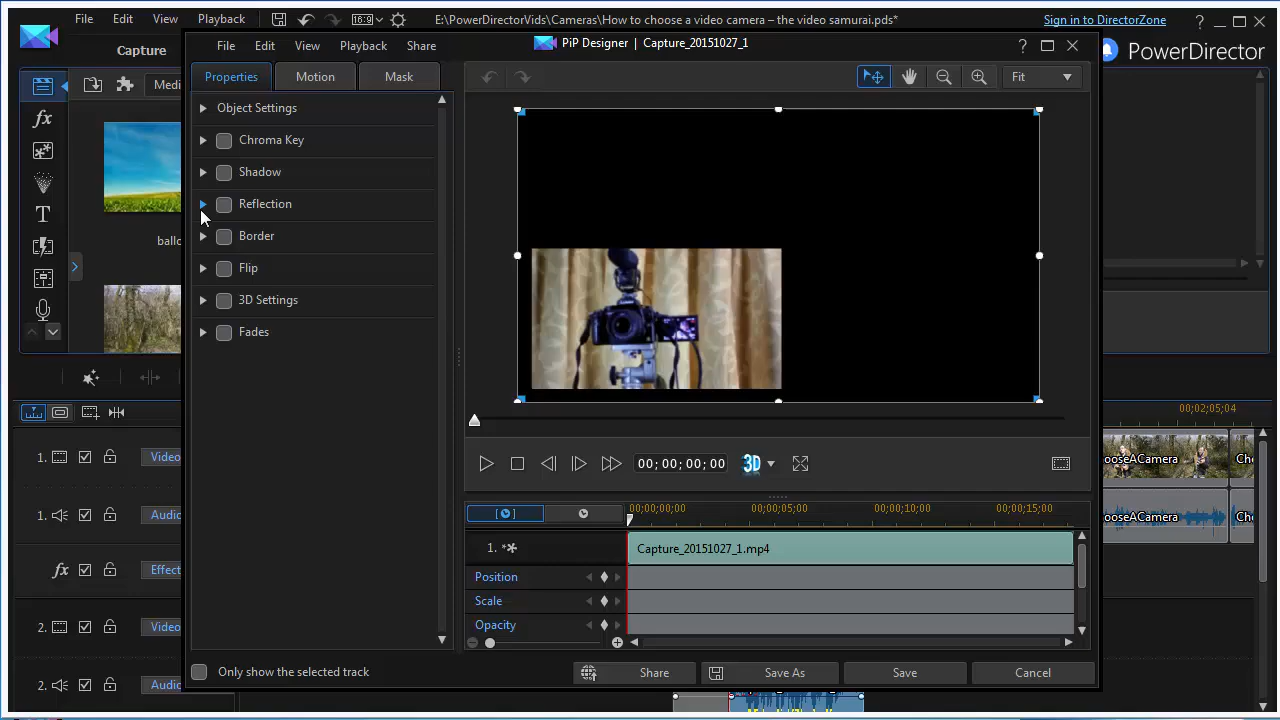 File Edit View Playback 16:9 E:\PowerDirectorVids\Cameras\How to choose a video camera – the video samurai.pds* Sign in to DirectorZone ?
Capture
PowerDirector
File Edit View Playback Share PiP Designer | Capture_20151027_1 ?
Properties Motion Mask
Fit
Medi
Object Settings
Chroma Key
fx
Shadow
Reflection
T
Border
ballo
Flip
3D Settings
Fades
00;02;05;04
1. Video
00; 00; 00; 00 3D
ooseACamera Ch
00;00;00;00 00;00;05;00 00;00;10;00 00;00;15;00
1. Audio
ooseACamera Ch
1. Capture_20151027_1.mp4
fx Effect
Position
Scale
2. Video
Opacity
Only show the selected track
Share Save As Save Cancel
2. Audio